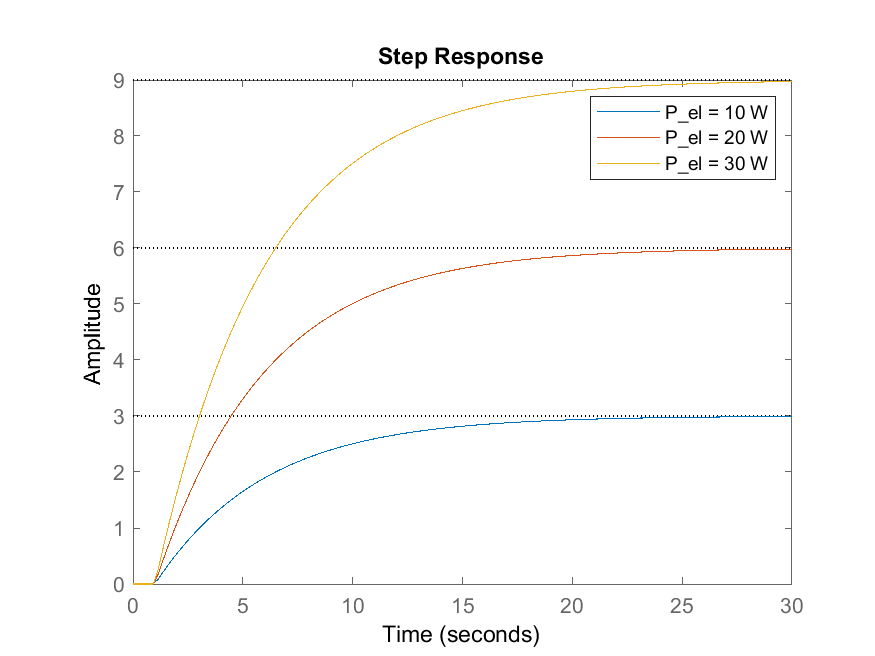 Step Response
9
8
7
6
5
4
3
2
1
0
Amplitude
P_el = 10 W
P_el = 20 W
P_el = 30 W
0 5 10 15 20 25 30
Time (seconds)